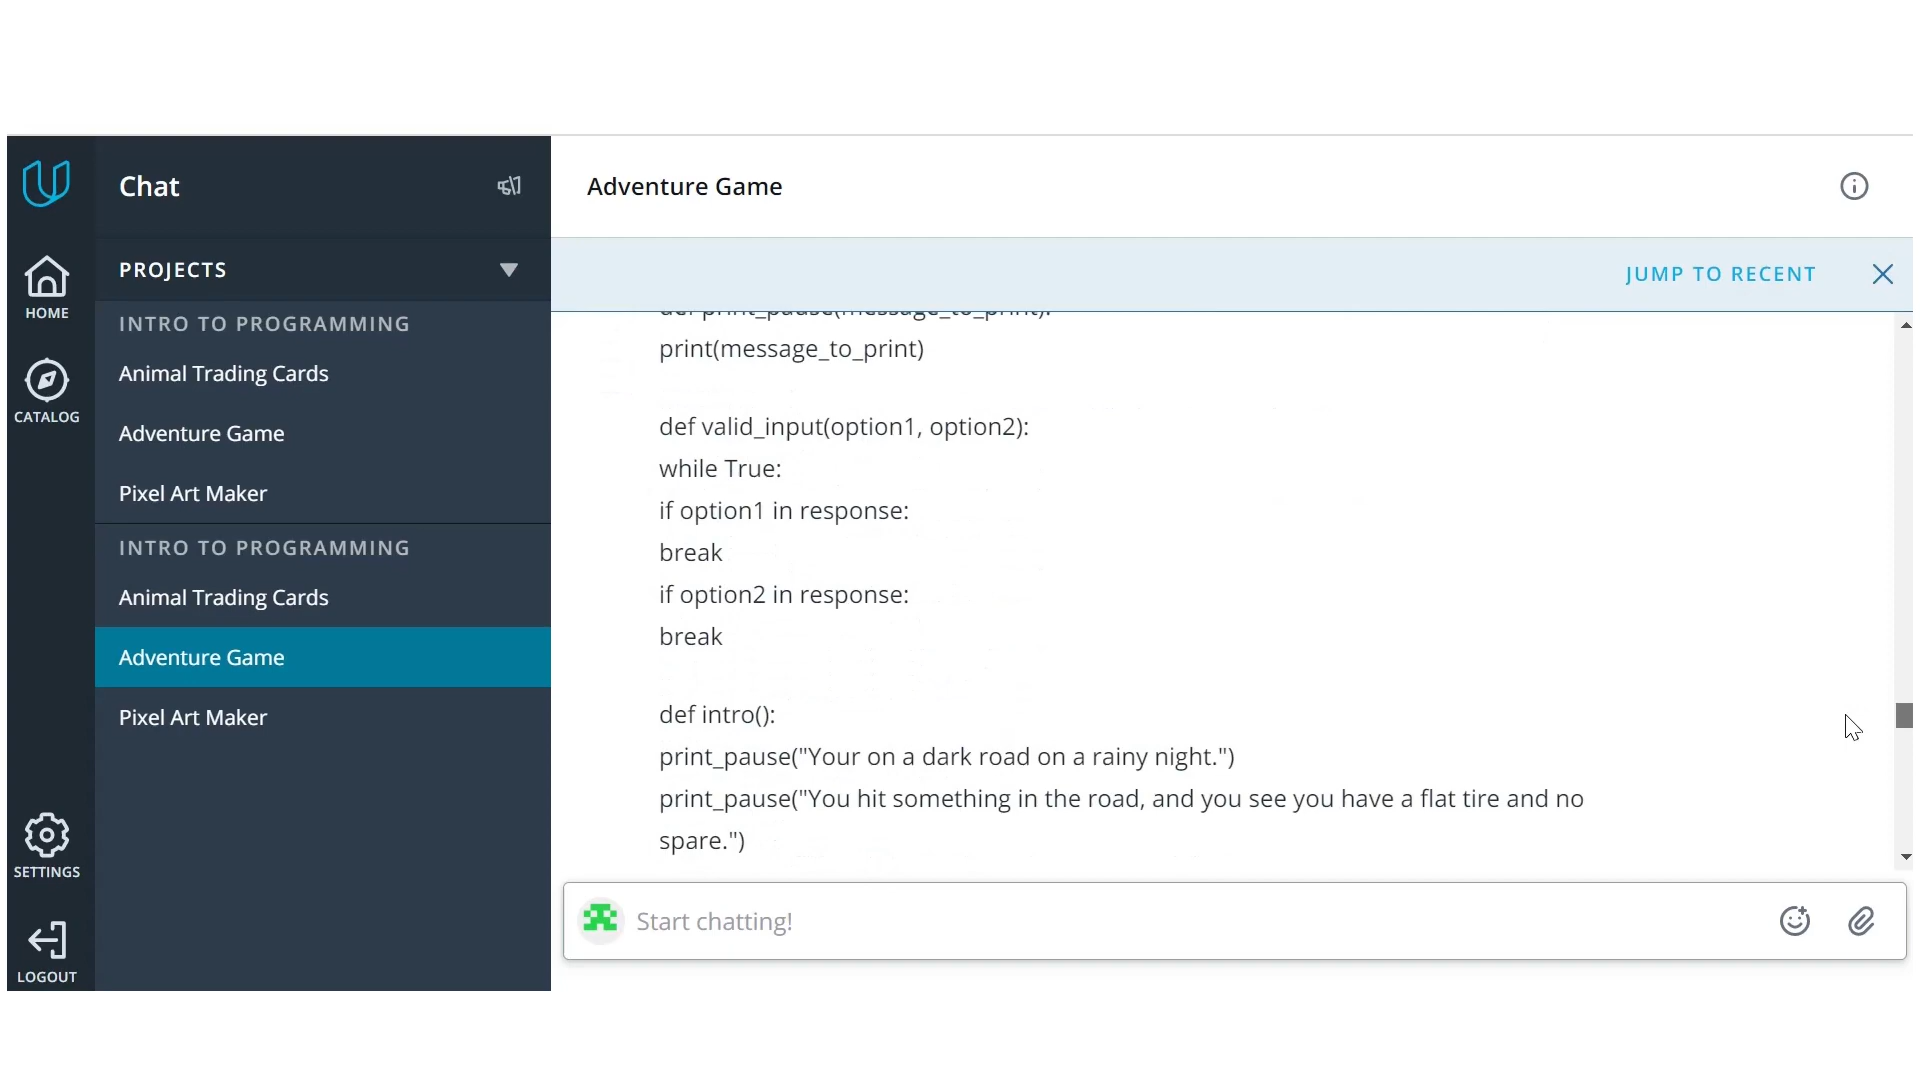 Chat
Adventure Game
PROJECTS
JUMP TO RECENT
HOME
CATALOG
SETTINGS
LOGOUT
INTRO TO PROGRAMMING
Animal Trading Cards
Adventure Game
Pixel Art Maker
INTRO TO PROGRAMMING
Animal Trading Cards
Adventure Game
Pixel Art Maker
def print_pause(message_to_print):
print(message_to_print)
def valid_input(option1, option2):
while True:
if option1 in response:
break
if option2 in response:
break
def intro():
print_pause("Your on a dark road on a rainy night.")
print_pause("You hit something in the road, and you see you have a flat tire and no
spare.")
Start chatting!